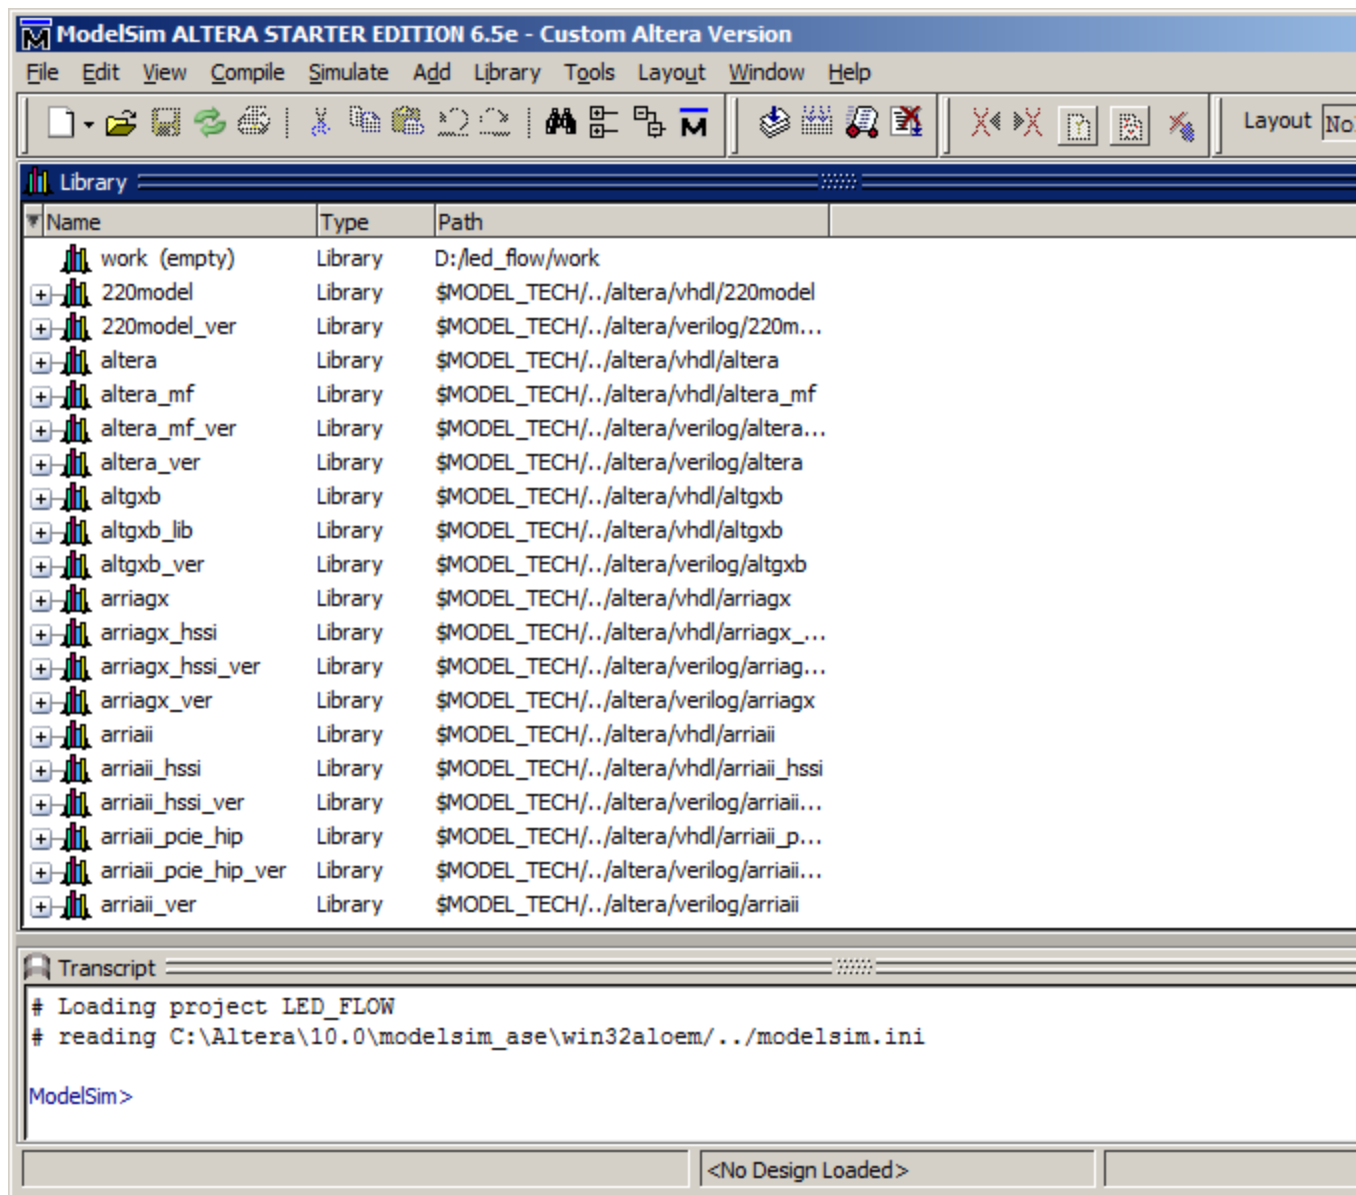 ModelSim ALTERA STARTER EDITION 6.5e - Custom Altera Version
File Edit View Compile Simulate Add Library Tools Layout Window Help
Layout No
Library
Name Type Path
work (empty) Library D:/led_flow/work
220model Library $MODEL_TECH/../altera/vhdl/220model
220model_ver Library $MODEL_TECH/../altera/verilog/220m...
altera Library $MODEL_TECH/../altera/vhdl/altera
altera_mf Library $MODEL_TECH/../altera/vhdl/altera_mf
altera_mf_ver Library $MODEL_TECH/../altera/verilog/altera...
altera_ver Library $MODEL_TECH/../altera/verilog/altera
altgxb Library $MODEL_TECH/../altera/vhdl/altgxb
altgxb_lib Library $MODEL_TECH/../altera/vhdl/altgxb
altgxb_ver Library $MODEL_TECH/../altera/verilog/altgxb
arriagx Library $MODEL_TECH/../altera/vhdl/arriagx
arriagx_hssi Library $MODEL_TECH/../altera/vhdl/arriagx_...
arriagx_hssi_ver Library $MODEL_TECH/../altera/verilog/arriag...
arriagx_ver Library $MODEL_TECH/../altera/verilog/arriagx
arriaii Library $MODEL_TECH/../altera/vhdl/arriaii
arriaii_hssi Library $MODEL_TECH/../altera/vhdl/arriaii_hssi
arriaii_hssi_ver Library $MODEL_TECH/../altera/verilog/arriaii...
arriaii_pcie_hip Library $MODEL_TECH/../altera/vhdl/arriaii_p...
arriaii_pcie_hip_ver Library $MODEL_TECH/../altera/verilog/arriaii...
arriaii_ver Library $MODEL_TECH/../altera/verilog/arriaii
Transcript
# Loading project LED_FLOW
# reading C:\Altera\10.0\modelsim_ase\win32aloem/../modelsim.ini
ModelSim>
<No Design Loaded>